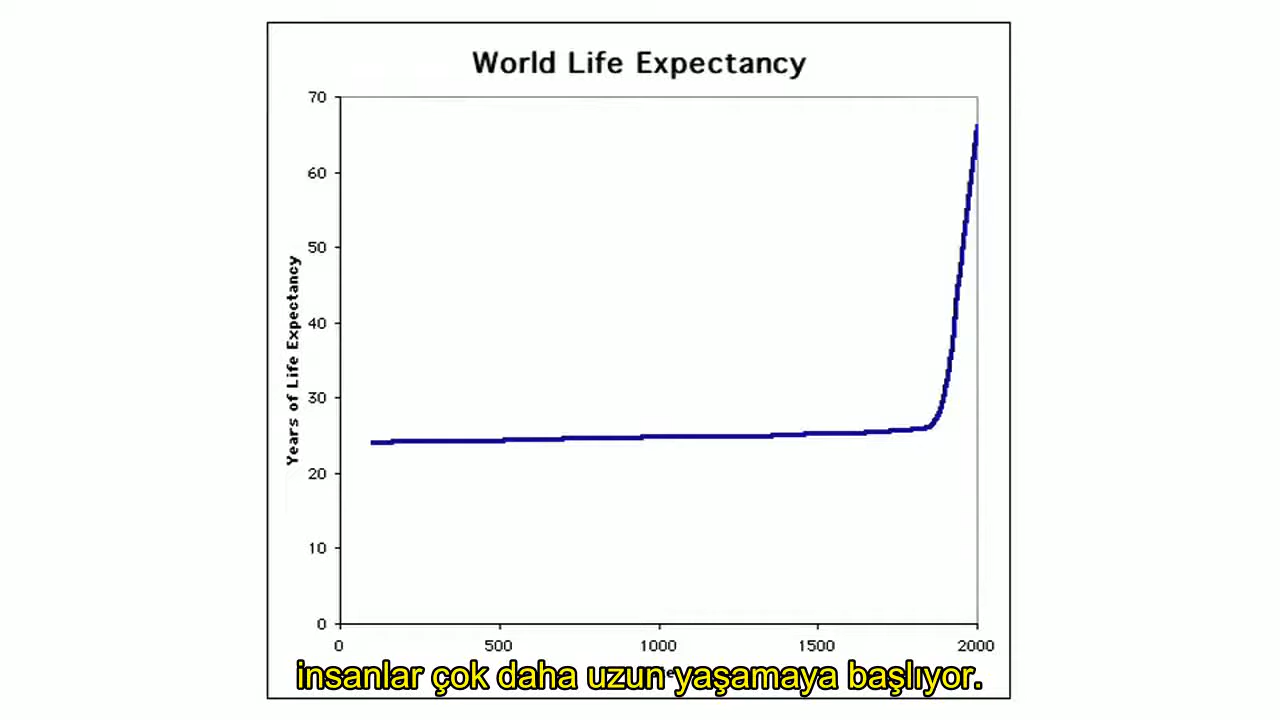 World Life Expectancy
70
60
50
40
30
20
10
0
Years of Life Expectancy
0 500 1000 1500 2000
insanlar çok daha uzun yaşamaya başlıyor.